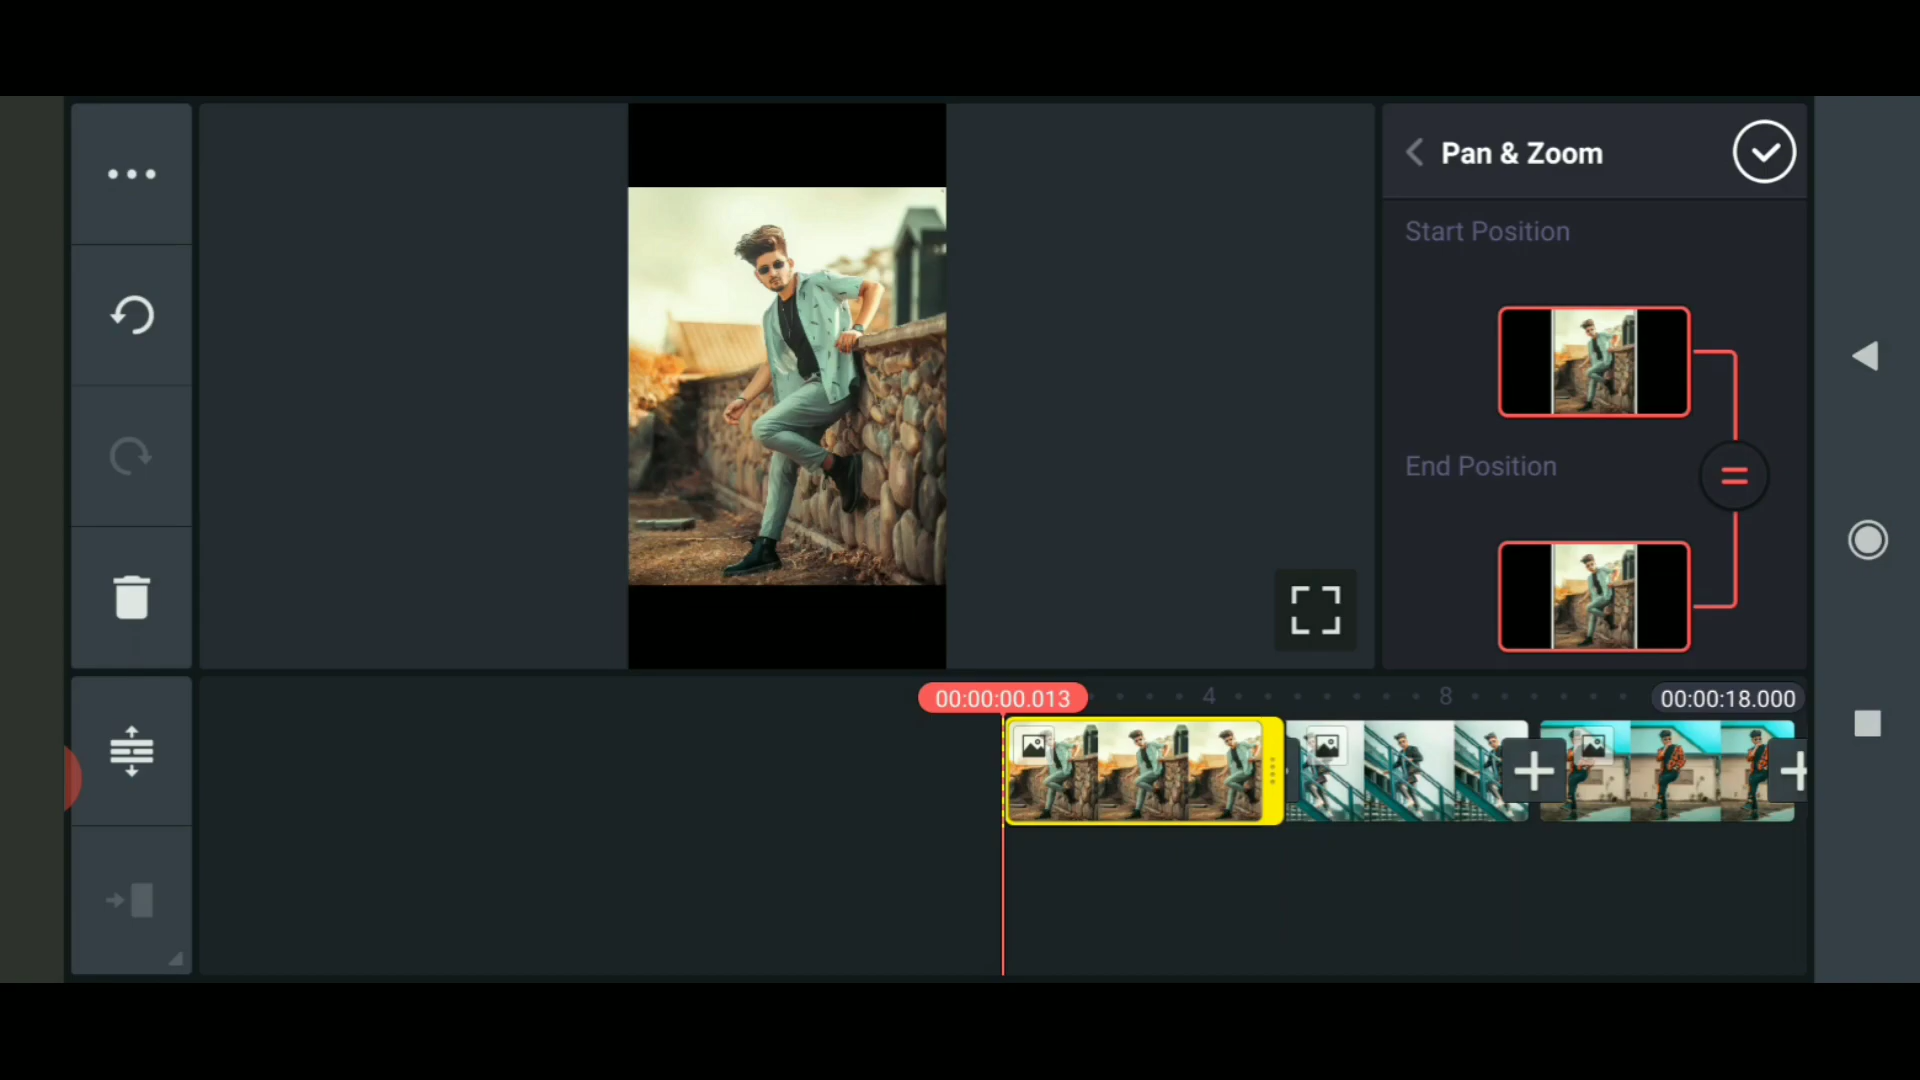 Pan & Zoom
Start Position
End Position
00:00:00.013
4
8
00:00:18.000